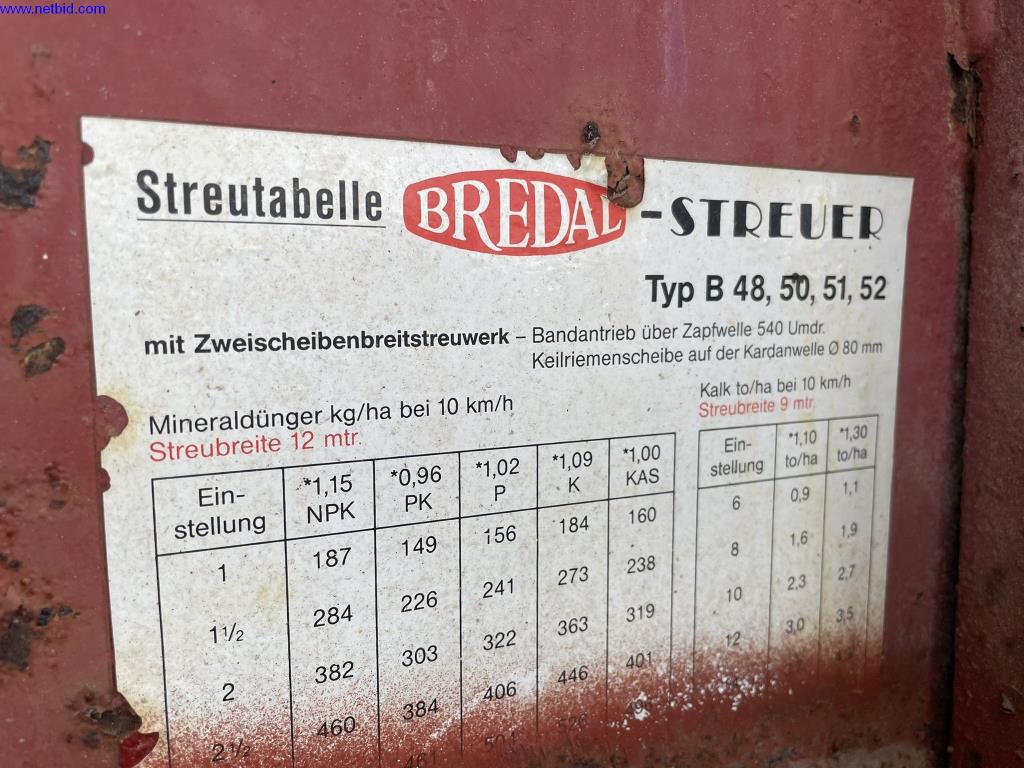 www.netbid.com
Streutabelle BREDAL -STREUER
Typ B 48, 50, 51, 52
mit Zweischeibenbreitstreuwerk – Bandantrieb über Zapfwelle 540 Umdr.
Keilriemenscheibe auf der Kardanwelle Ø 80 mm
Mineraldünger kg/ha bei 10 km/h
Streubreite 12 mtr.
Ein-stellung *1,15 NPK *0,96 PK *1,02 P *1,09 K *1,00 KAS
1 187 149 156 184 160
1½ 284 226 241 273 238
2 382 303 322 363 319
2½ 460 384 406 446 401
461
Kalk to/ha bei 10 km/h
Streubreite 9 mtr.
Ein-stellung *1,10 to/ha *1,30 to/ha
6 0,9 1,1
8 1,6 1,9
10 2,3 2,7
12 3,0 3,5